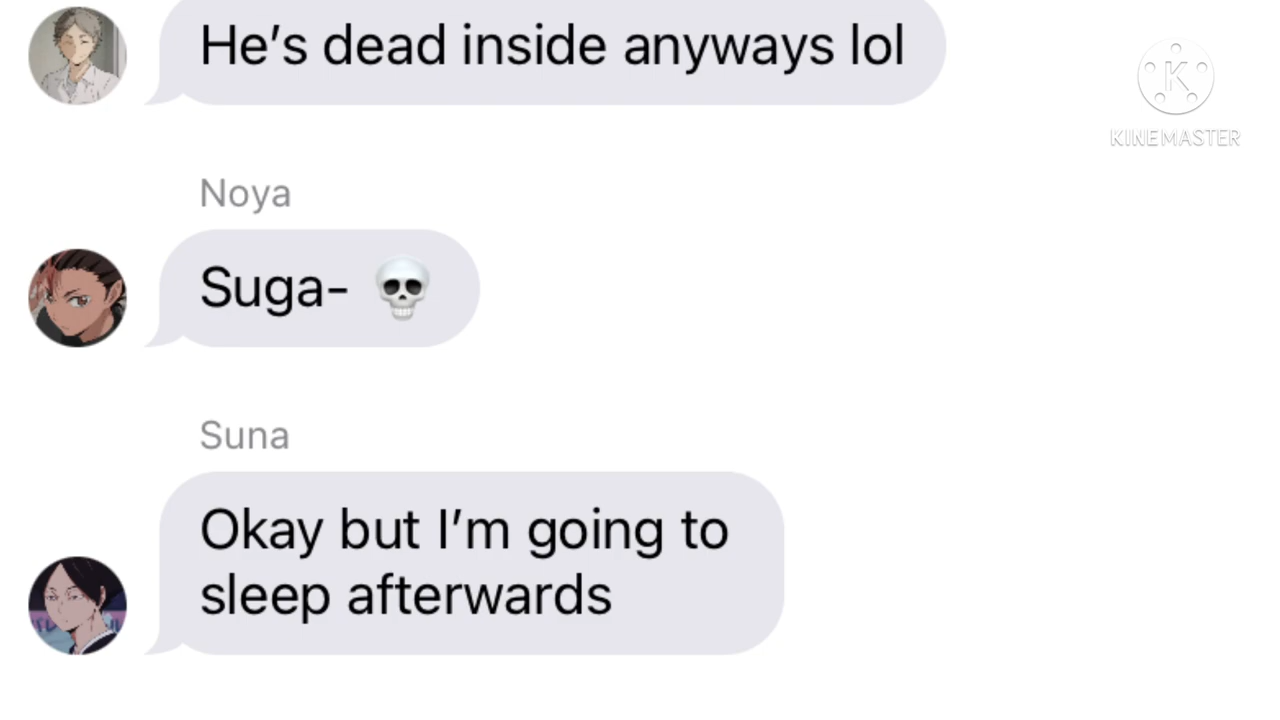 He’s dead inside anyways lol
K
KINEMASTER
Noya
Suga- 💀
Suna
Okay but I’m going to
sleep afterwards